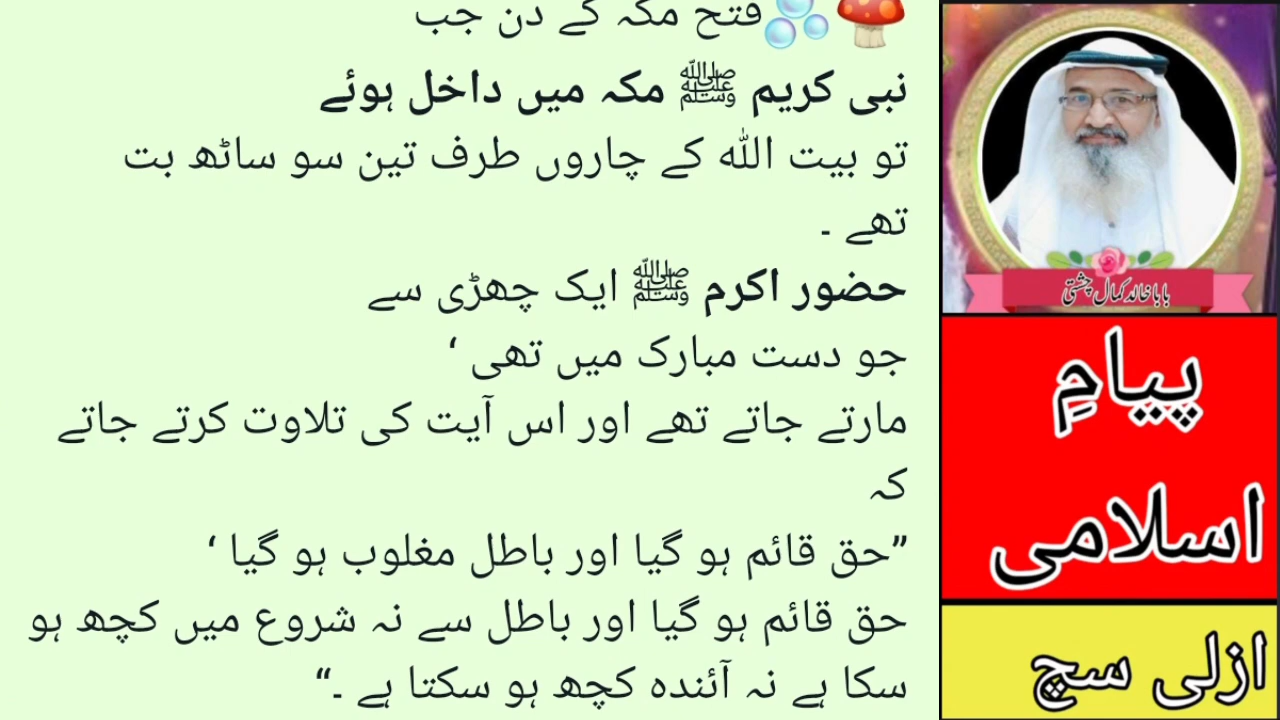 🍄🫧فتح مکہ کے دن جب
نبی کریم ﷺ مکہ میں داخل ہوئے
تو بیت اللہ کے چاروں طرف تین سو ساٹھ بت
تھے ۔
حضور اکرم ﷺ ایک چھڑی سے
جو دست مبارک میں تھی ‘
مارتے جاتے تھے اور اس آیت کی تلاوت کرتے جاتے
کہ
”حق قائم ہو گیا اور باطل مغلوب ہو گیا ‘
حق قائم ہو گیا اور باطل سے نہ شروع میں کچھ ہو
سکا ہے نہ آئندہ کچھ ہو سکتا ہے ۔“
بابا خالد کمال چشتی
پیامِ
اسلامی
ازلی سچ